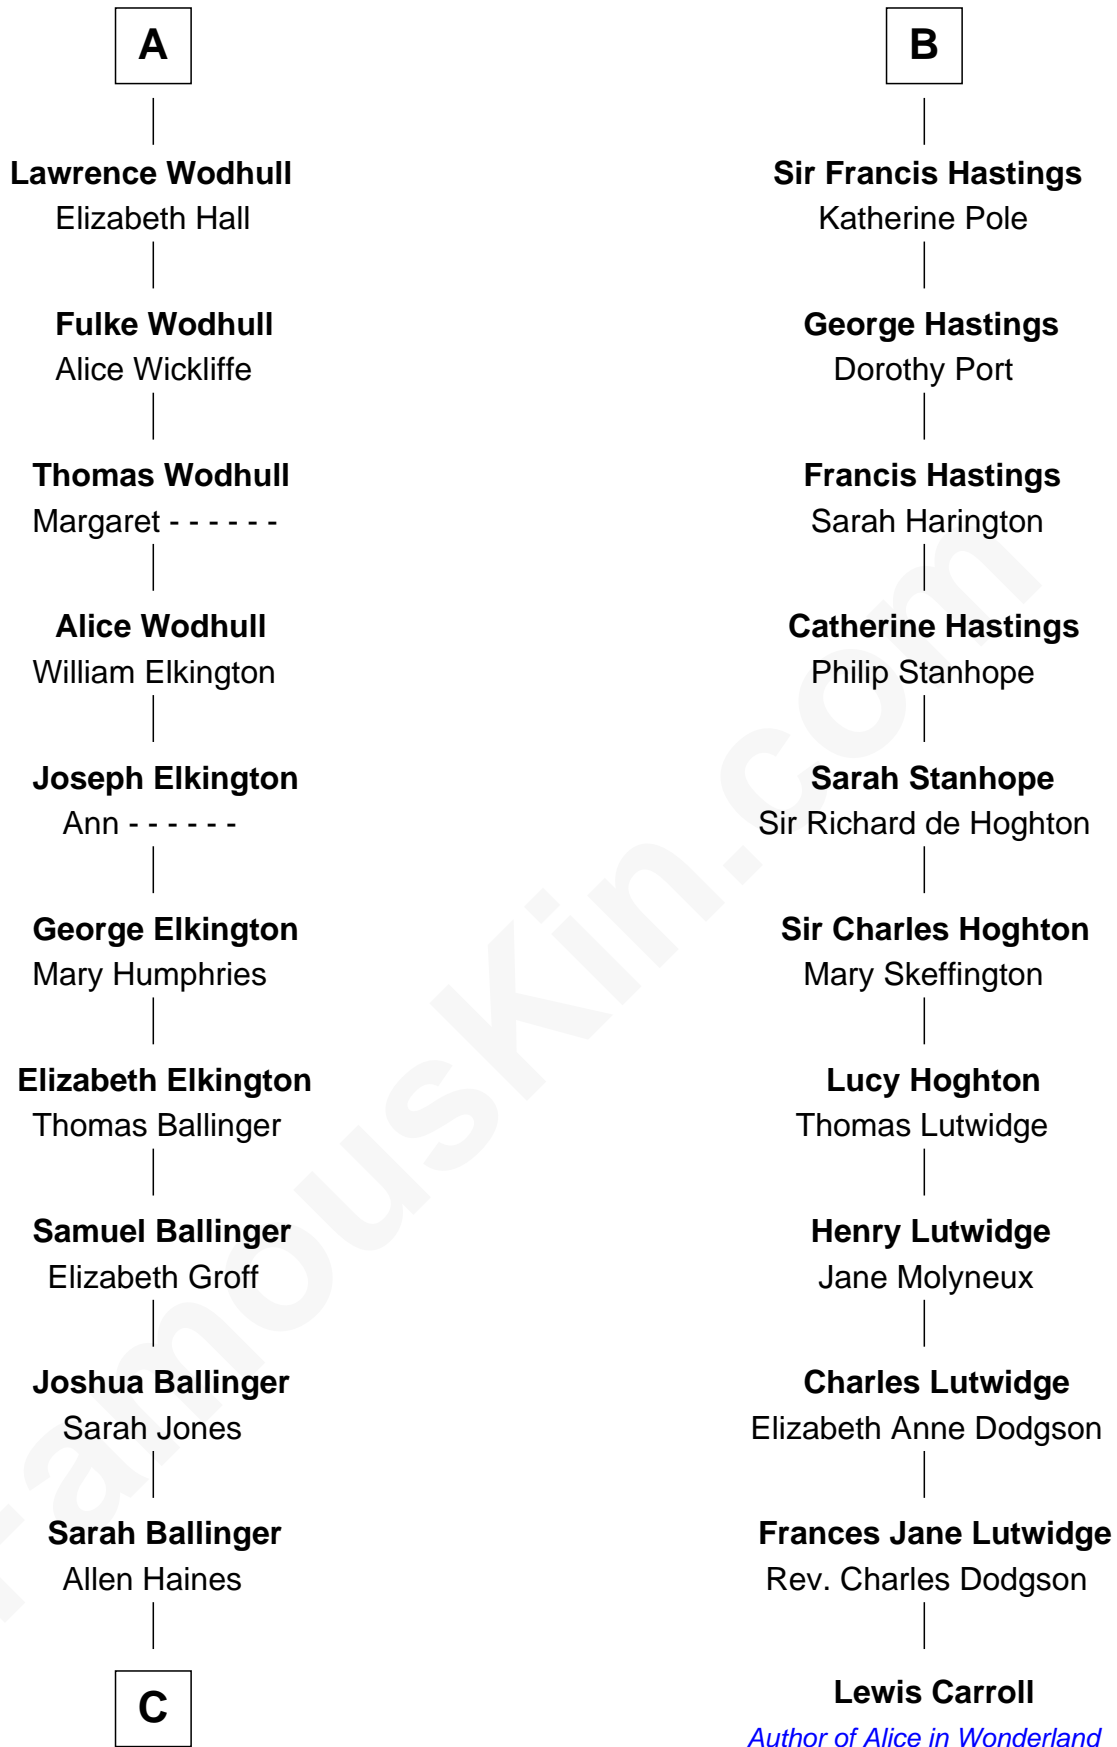 A
Lawrence Wodhull
Elizabeth Hall
Fulke Wodhull
Alice Wickliffe
Thomas Wodhull
Margaret - - - - - -
Alice Wodhull
William Elkington
Joseph Elkington
Ann - - - - - -
George Elkington
Mary Humphries
Elizabeth Elkington
Thomas Ballinger
Samuel Ballinger
Elizabeth Groff
Joshua Ballinger
Sarah Jones
Sarah Ballinger
Allen Haines
C
B
Sir Francis Hastings
Katherine Pole
George Hastings
Dorothy Port
Francis Hastings
Sarah Harington
Catherine Hastings
Philip Stanhope
Sarah Stanhope
Sir Richard de Hoghton
Sir Charles Hoghton
Mary Skeffington
Lucy Hoghton
Thomas Lutwidge
Henry Lutwidge
Jane Molyneux
Charles Lutwidge
Elizabeth Anne Dodgson
Frances Jane Lutwidge
Rev. Charles Dodgson
Lewis Carroll
Author of Alice in Wonderland
FamousKin.com